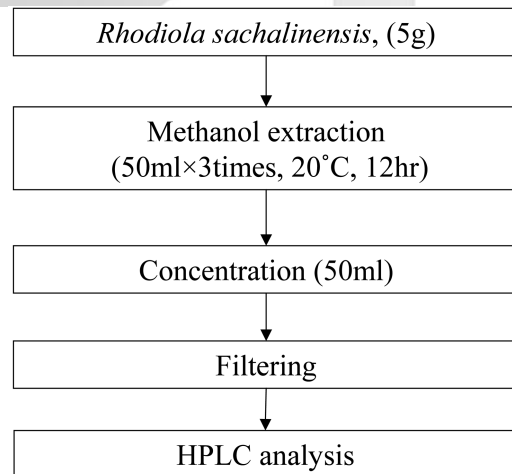 Rhodiola sachalinensis, (5g)
Methanol extraction
(50ml×3times, 20˚C, 12hr)
Concentration (50ml)
Filtering
HPLC analysis